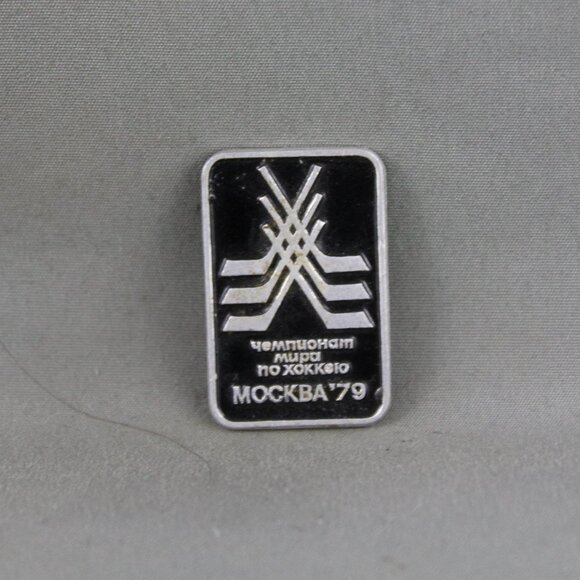 чемпионат
мира
по хоккею
МОСКВА'79